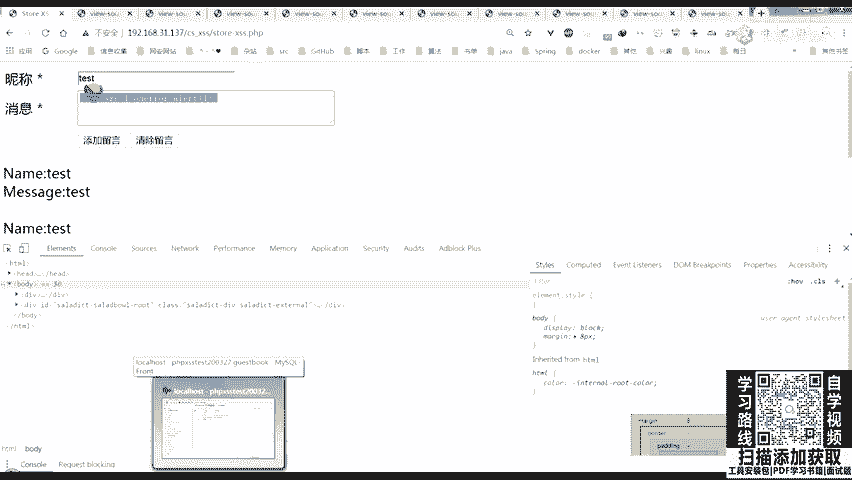 Store XS
view-sou
view-sou
view-sou
view-sou
view-sou
view-sou
view-sou
view-sou
view-sou
view-sou
不安全 192.168.31.137/cs_xss/store-xss.php
应用 Google 信息收集 网安网站 杂站 src GitHub 脚本 工作 算法 书单 java Spring docker 其他 兴趣 linux 每日 其他书签
昵称 * test
消息 *
添加留言 清除留言
Name:test
Message:test
Name:test
Elements Console Sources Network Performance Memory Application Security Audits Adblock Plus
Styles Computed Event Listeners DOM Breakpoints Properties Accessibility
html
<head>…</head>
<body> == $0
:hov .cls +
<div>…</div>
<div id="saladict-saladbowl-root" class="saladict-div saladict-external">…</div>
</body>
</html>
element.style {
}
body { user agent stylesheet
display: block;
margin:▸ 8px;
}
Inherited from html
html {
color: -internal-root-color;
}
localhost - phpxsstest200327 guestbook - MySQL-
Front
localhost - phpxsstest20032...
margin 8
border
padding
html body
Console Request blocking
学习路线
自学视频
扫描添加获取
工具安装包|PDF学习书籍|面试题